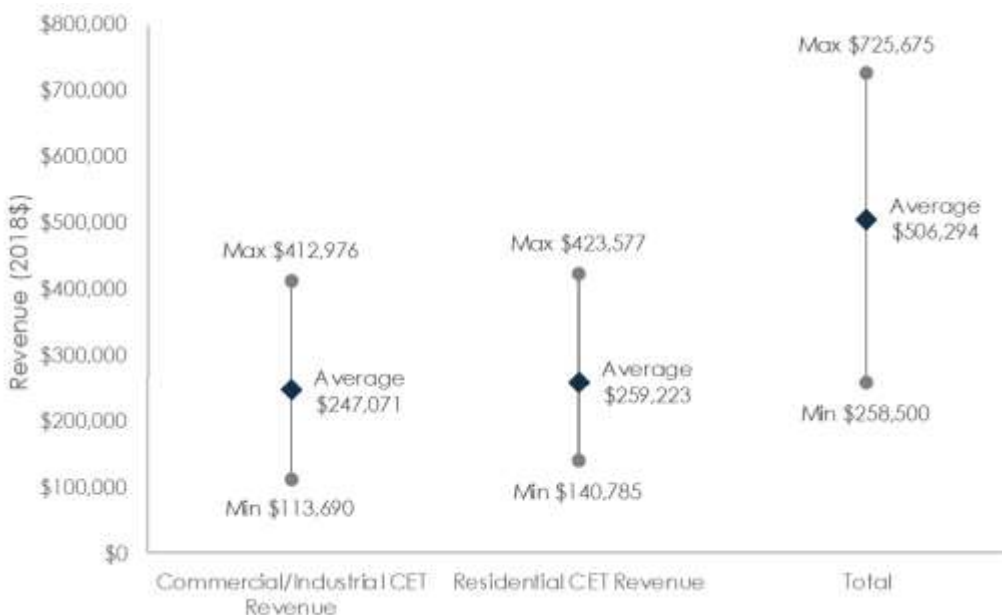 $800,000
$700,000
$600,000
$500,000
$400,000
$300,000
$200,000
$100,000
$0
Revenue (2018$)
Max $412,976
Average
$247,071
Min $113,690
Max $423,577
Average
$259,223
Min $140,785
Max $725,675
Average
$506,294
Min $258,500
Commercial/Industrial CET
Revenue
Residential CET Revenue
Total